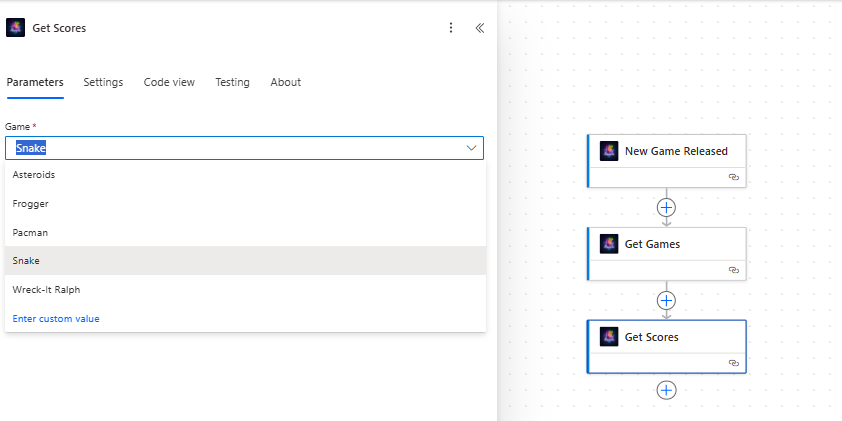 Get Scores
Parameters Settings Code view Testing About
Game *
Snake
Asteroids
Frogger
Pacman
Snake
Wreck-It Ralph
Enter custom value
New Game Released
Get Games
Get Scores